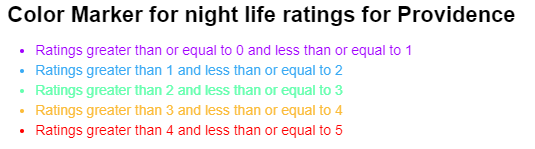 Color Marker for night life ratings for Providence
Ratings greater than or equal to 0 and less than or equal to 1
Ratings greater than 1 and less than or equal to 2
Ratings greater than 2 and less than or equal to 3
Ratings greater than 3 and less than or equal to 4
Ratings greater than 4 and less than or equal to 5